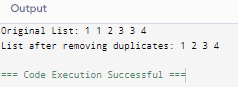 Output
Original List: 1 1 2 3 3 4
List after removing duplicates: 1 2 3 4
=== Code Execution Successful ===